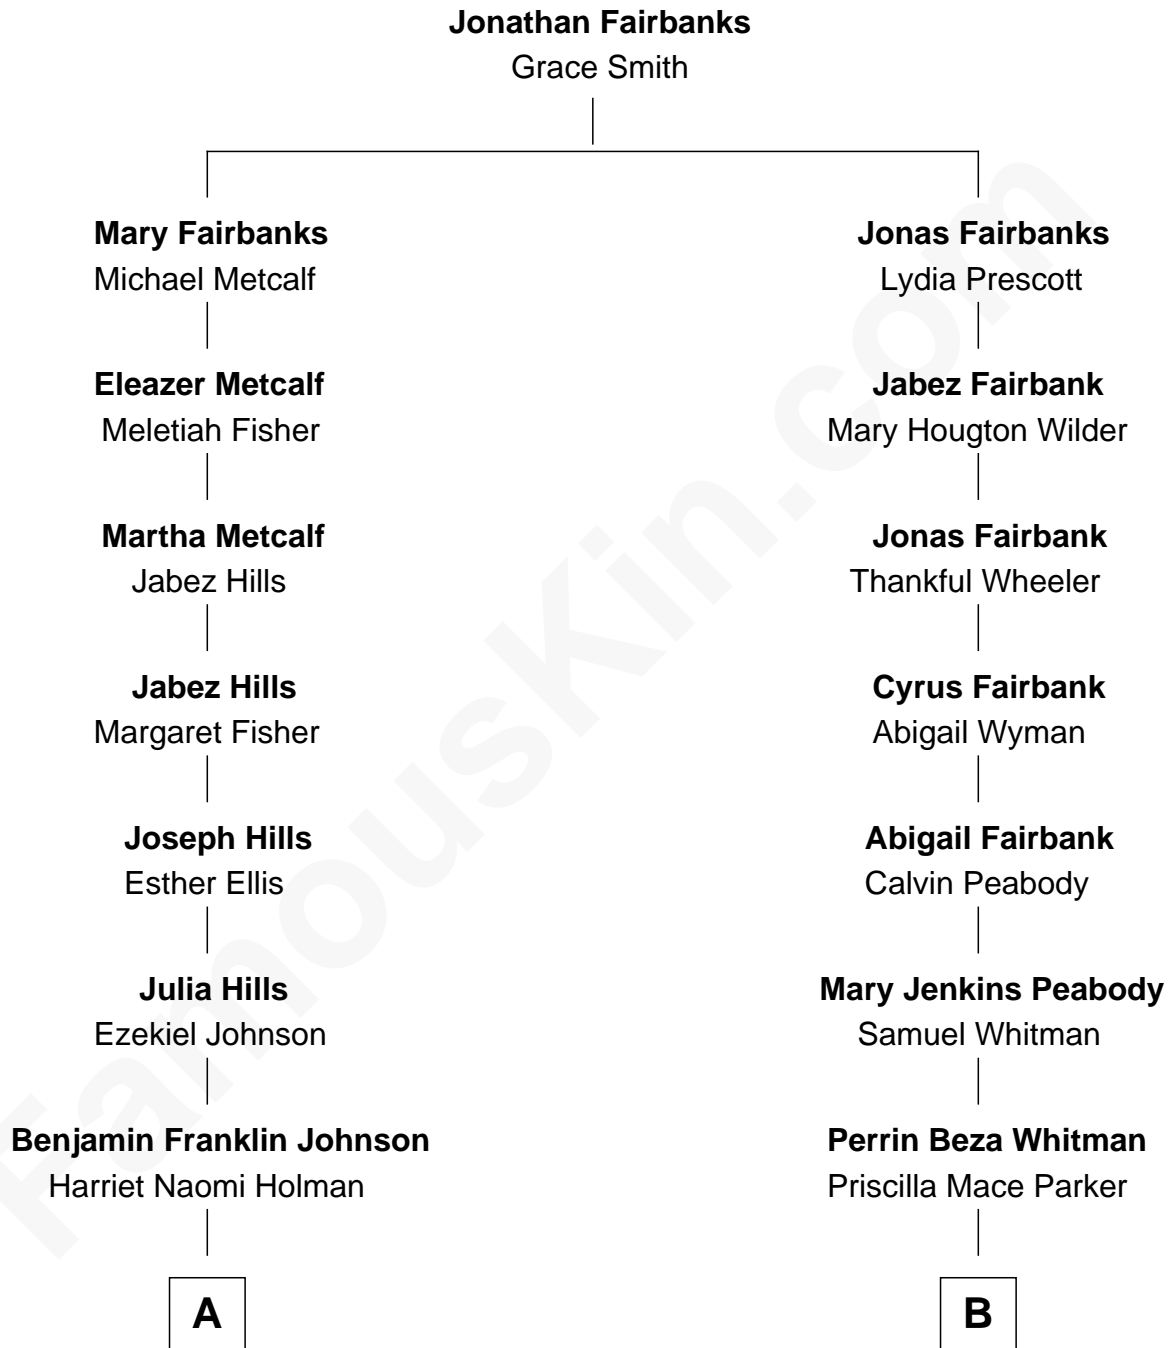 Jonathan Fairbanks
Grace Smith
Mary Fairbanks
Michael Metcalf
Eleazer Metcalf
Meletiah Fisher
Martha Metcalf
Jabez Hills
Jabez Hills
Margaret Fisher
Joseph Hills
Esther Ellis
Julia Hills
Ezekiel Johnson
Benjamin Franklin Johnson
Harriet Naomi Holman
A
Jonas Fairbanks
Lydia Prescott
Jabez Fairbank
Mary Hougton Wilder
Jonas Fairbank
Thankful Wheeler
Cyrus Fairbank
Abigail Wyman
Abigail Fairbank
Calvin Peabody
Mary Jenkins Peabody
Samuel Whitman
Perrin Beza Whitman
Priscilla Mace Parker
B
FamousKin.com